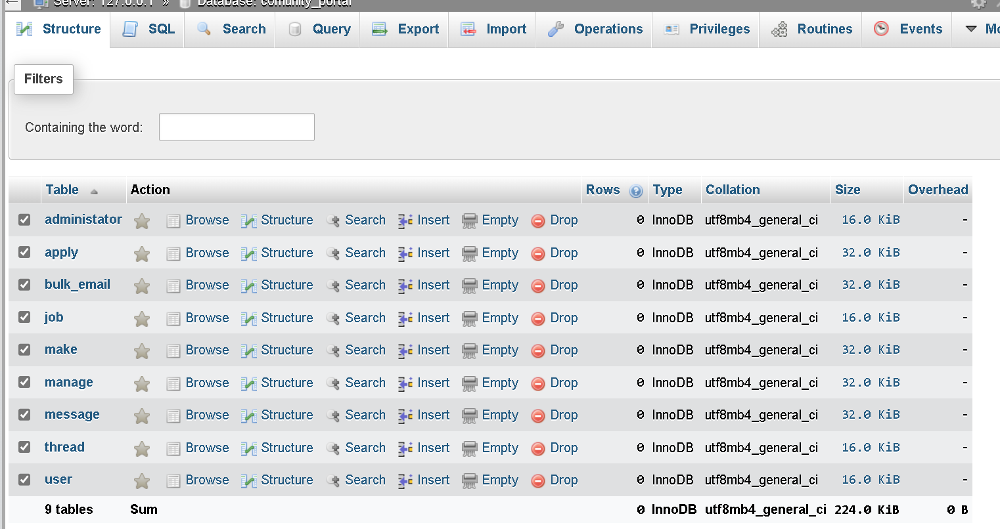 Server: 127.0.0.1 » Database: comunity_portal
Structure SQL Search Query Export Import Operations Privileges Routines Events
Filters
Containing the word:
Table Action Rows Type Collation Size Overhead
administator Browse Structure Search Insert Empty Drop 0 InnoDB utf8mb4_general_ci 16.0 KiB -
apply Browse Structure Search Insert Empty Drop 0 InnoDB utf8mb4_general_ci 32.0 KiB -
bulk_email Browse Structure Search Insert Empty Drop 0 InnoDB utf8mb4_general_ci 32.0 KiB -
job Browse Structure Search Insert Empty Drop 0 InnoDB utf8mb4_general_ci 16.0 KiB -
make Browse Structure Search Insert Empty Drop 0 InnoDB utf8mb4_general_ci 32.0 KiB -
manage Browse Structure Search Insert Empty Drop 0 InnoDB utf8mb4_general_ci 32.0 KiB -
message Browse Structure Search Insert Empty Drop 0 InnoDB utf8mb4_general_ci 32.0 KiB -
thread Browse Structure Search Insert Empty Drop 0 InnoDB utf8mb4_general_ci 16.0 KiB -
user Browse Structure Search Insert Empty Drop 0 InnoDB utf8mb4_general_ci 16.0 KiB -
9 tables Sum 0 InnoDB utf8mb4_general_ci 224.0 KiB 0 B